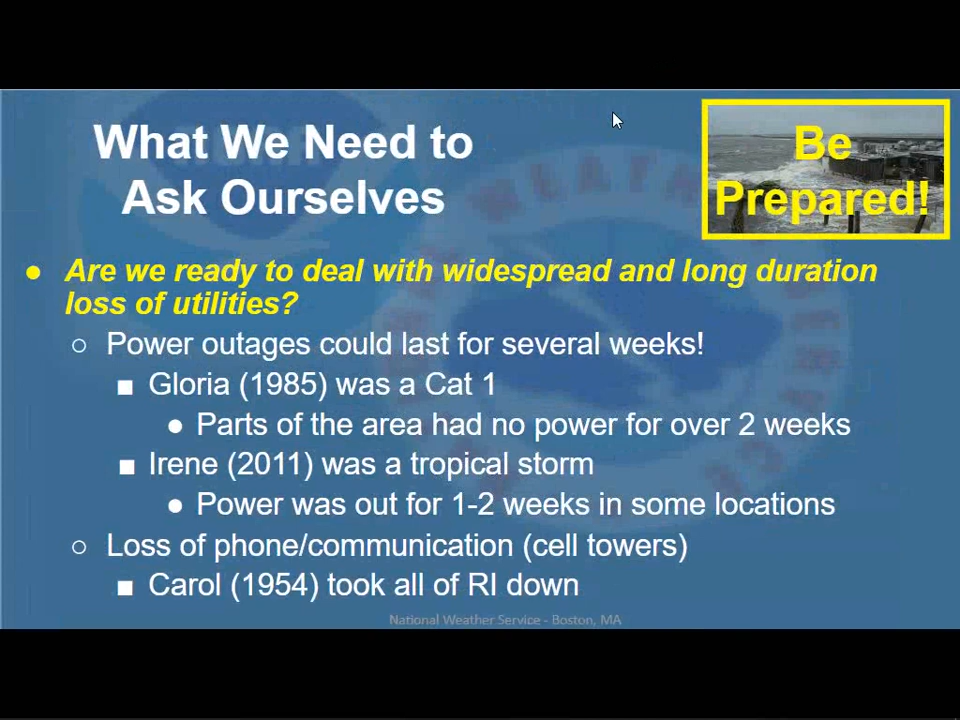 What We Need to
Ask Ourselves
Be
Prepared!
● Are we ready to deal with widespread and long duration
loss of utilities?
○ Power outages could last for several weeks!
■ Gloria (1985) was a Cat 1
● Parts of the area had no power for over 2 weeks
■ Irene (2011) was a tropical storm
● Power was out for 1-2 weeks in some locations
○ Loss of phone/communication (cell towers)
■ Carol (1954) took all of RI down
National Weather Service - Boston, MA